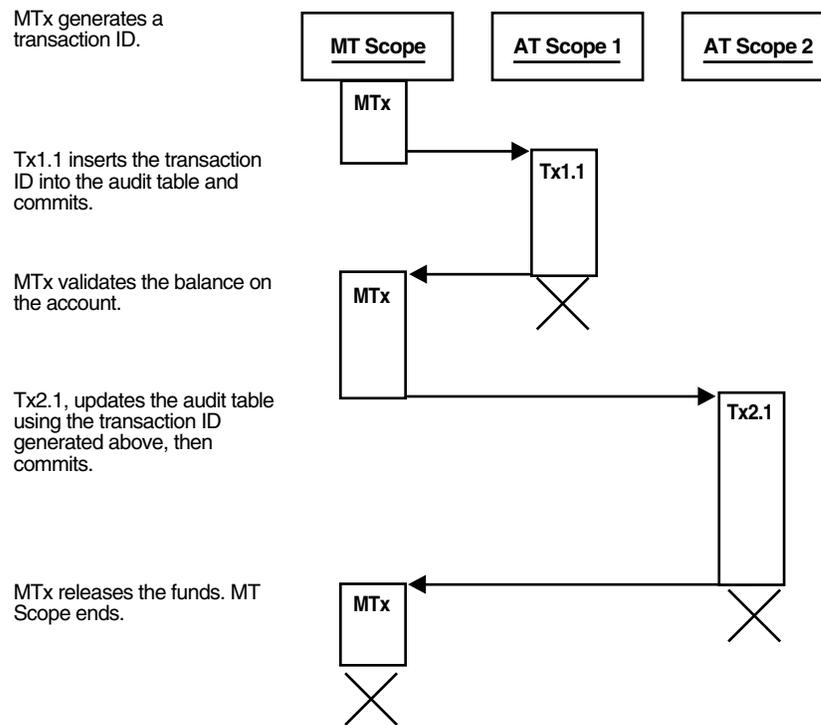 MTx generates a
transaction ID.
MT Scope
AT Scope 1
AT Scope 2
MTx
Tx1.1 inserts the transaction
ID into the audit table and
commits.
Tx1.1
MTx validates the balance on
the account.
MTx
Tx2.1, updates the audit table
using the transaction ID
generated above, then
commits.
Tx2.1
MTx releases the funds. MT
Scope ends.
MTx